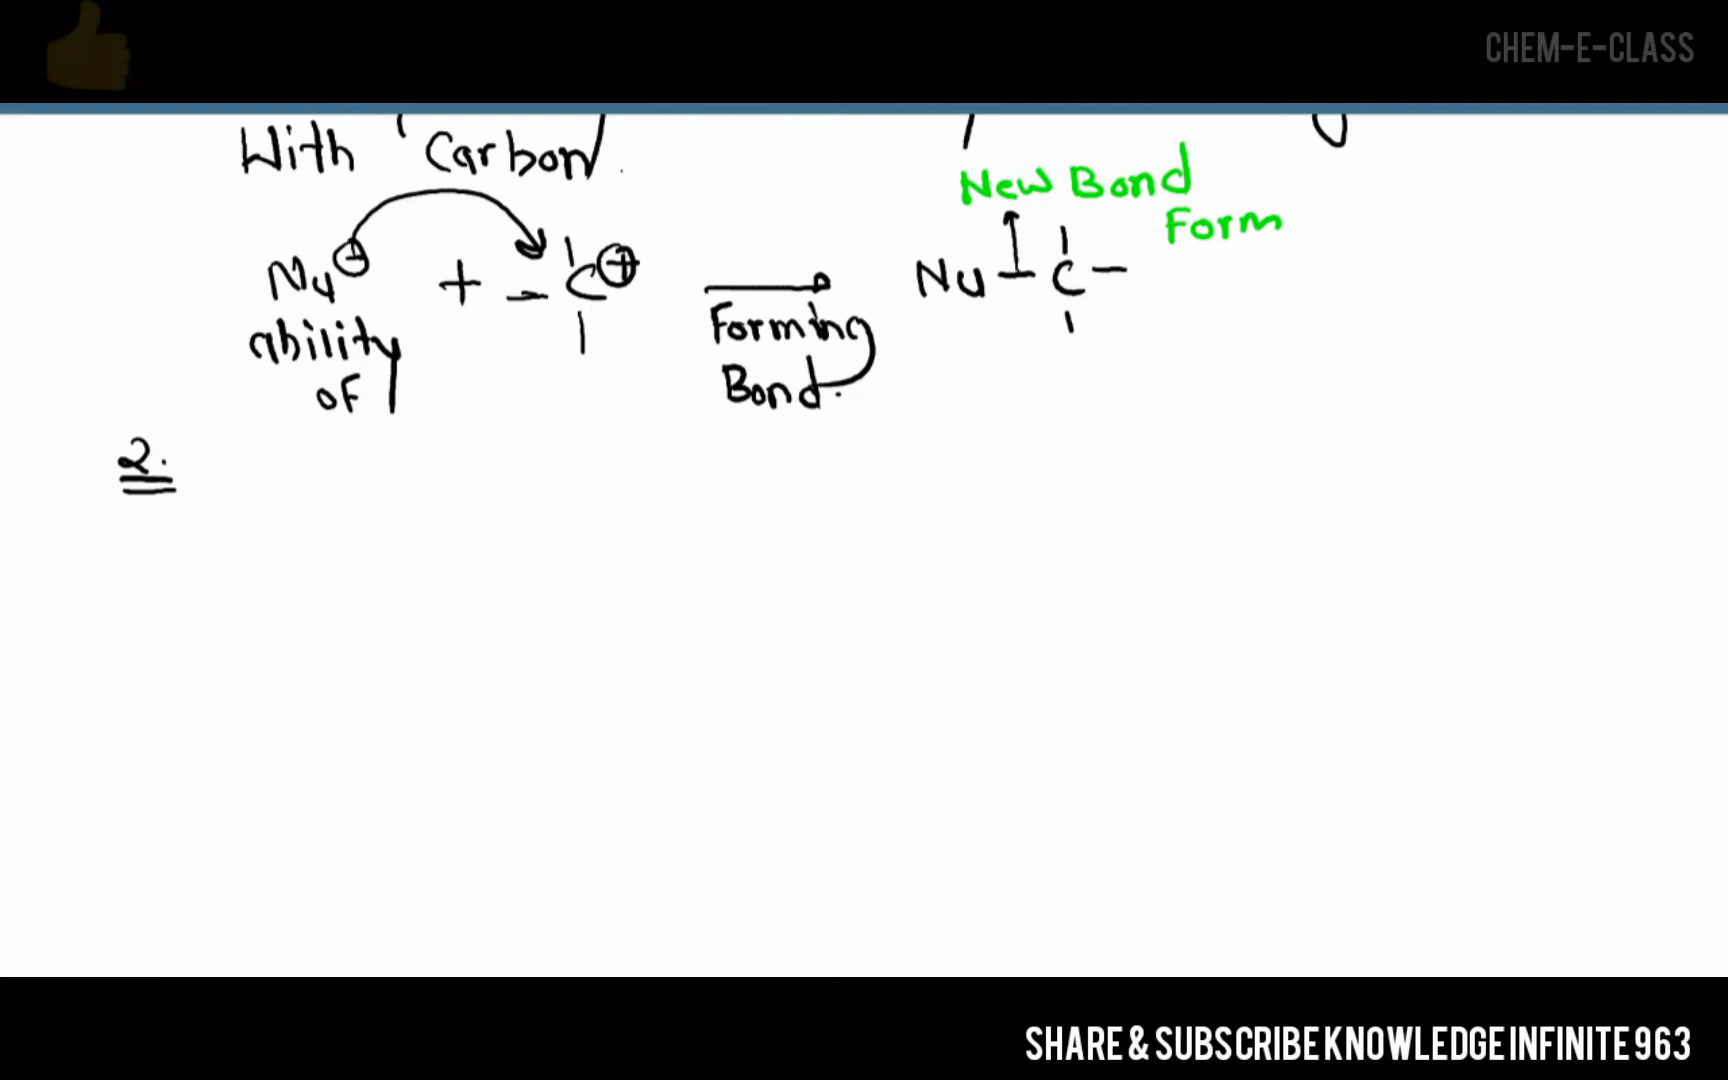 CHEM-E-CLASS
With Carbon.
New Bond
Form
Nu⊖ + –C⊕ → Nu–C–
ability
of
Forming
Bond.
2.
SHARE & SUBSCRIBE KNOWLEDGE INFINITE 963